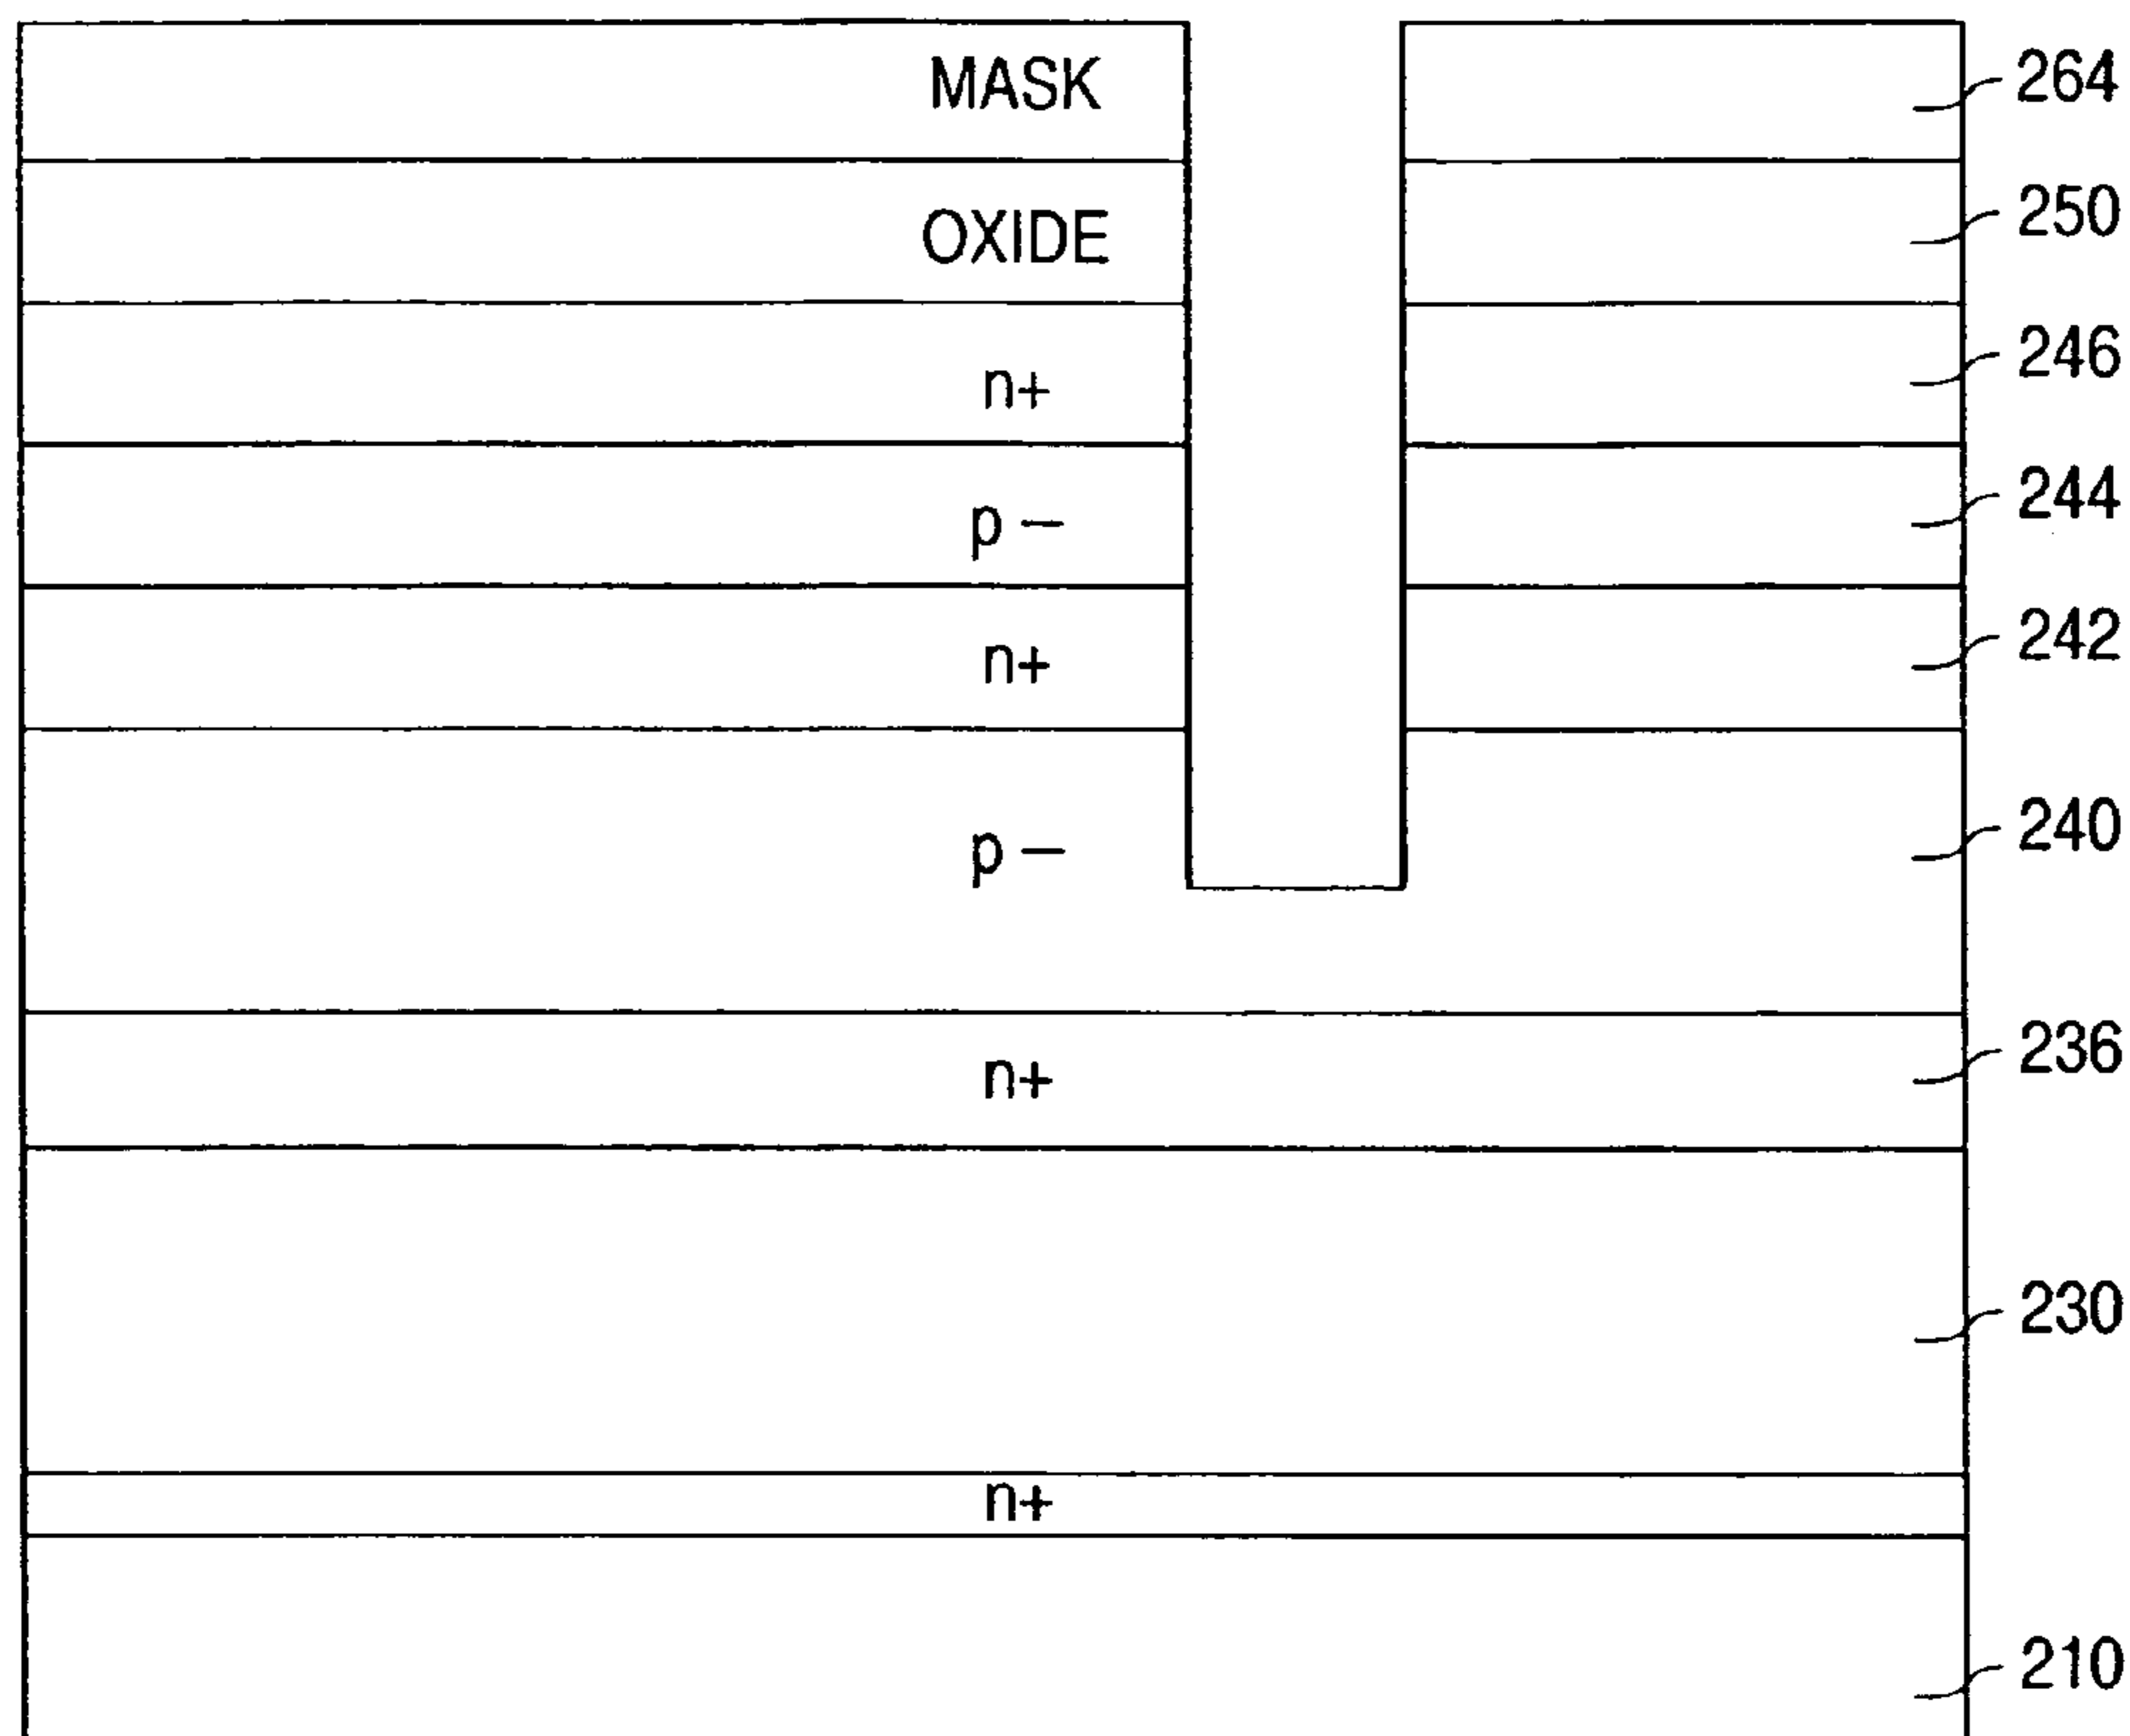 MASK 264
OXIDE 250
n+ 246
p − 244
n+ 242
p − 240
n+ 236
230
n+
210